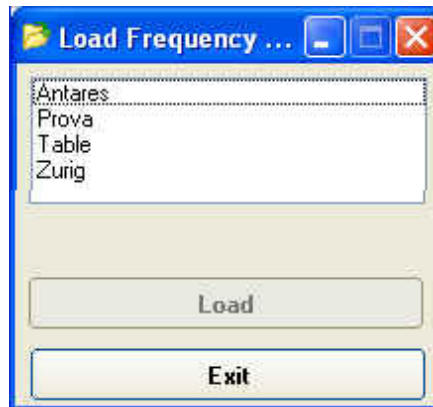 Load Frequency ...
Antares
Prova
Table
Zurig
Load
Exit